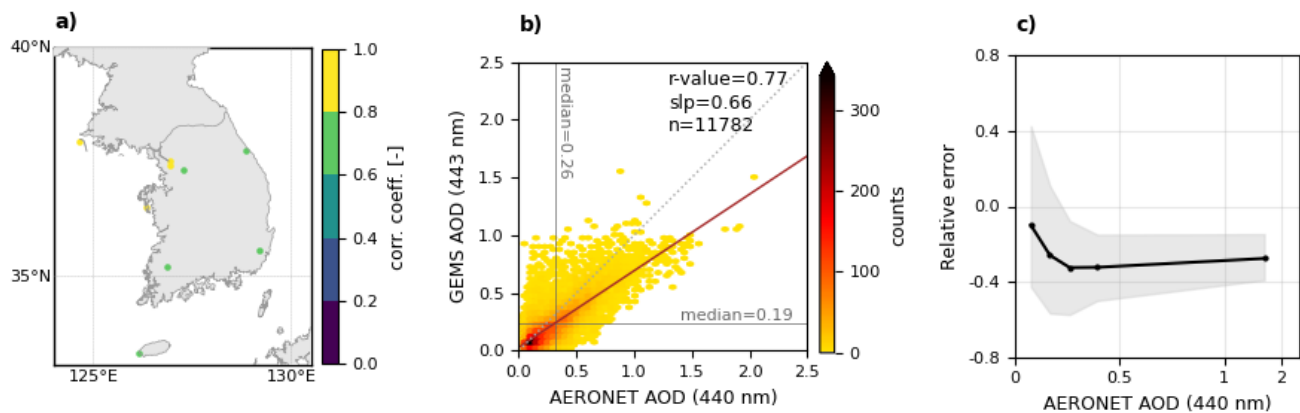 a)
40°N
35°N
125°E
130°E
1.0
0.8
0.6
0.4
0.2
0.0
corr. coeff. [-]
b)
2.5
2.0
1.5
1.0
0.5
0.0
GEMS AOD (443 nm)
median=0.26
r-value=0.77
slp=0.66
n=11782
median=0.19
0.0
0.5
1.0
1.5
2.0
2.5
AERONET AOD (440 nm)
300
200
100
0
counts
c)
0.8
0.4
0.0
-0.4
-0.8
Relative error
0
0.5
1
2
AERONET AOD (440 nm)